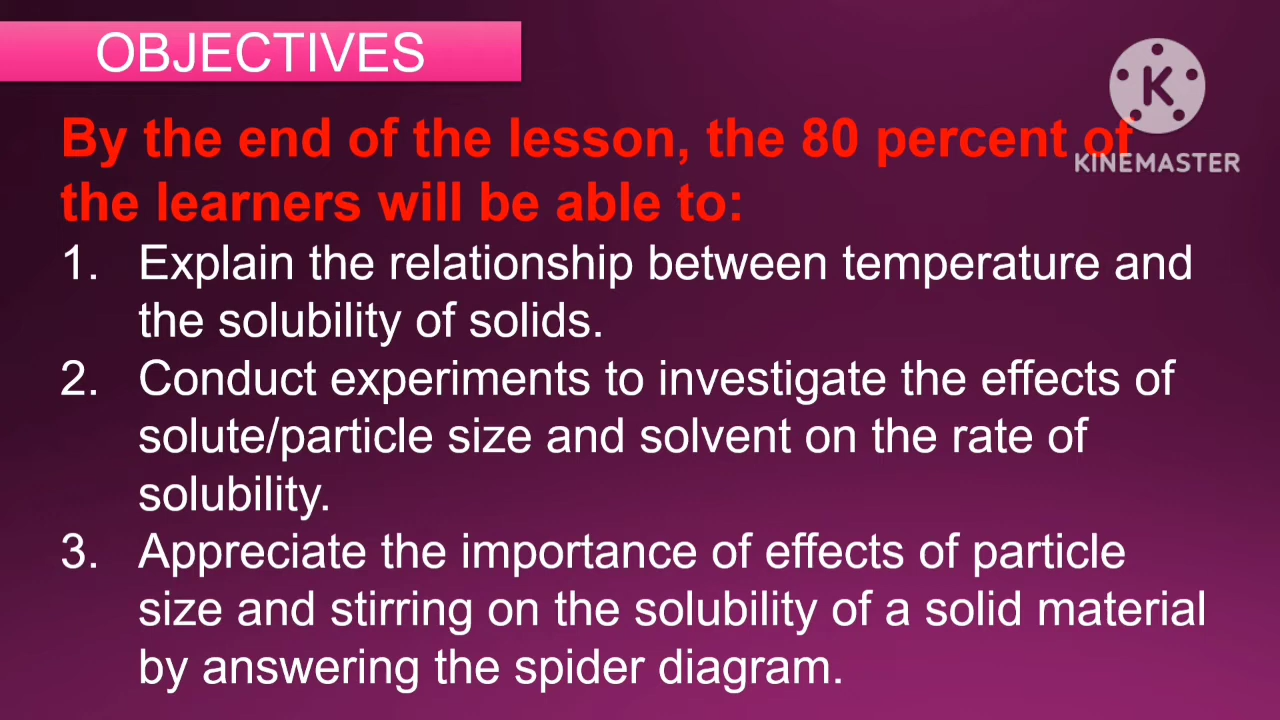 OBJECTIVES
K
KINEMASTER
By the end of the lesson, the 80 percent of
the learners will be able to:
1. Explain the relationship between temperature and
the solubility of solids.
2. Conduct experiments to investigate the effects of
solute/particle size and solvent on the rate of
solubility.
3. Appreciate the importance of effects of particle
size and stirring on the solubility of a solid material
by answering the spider diagram.